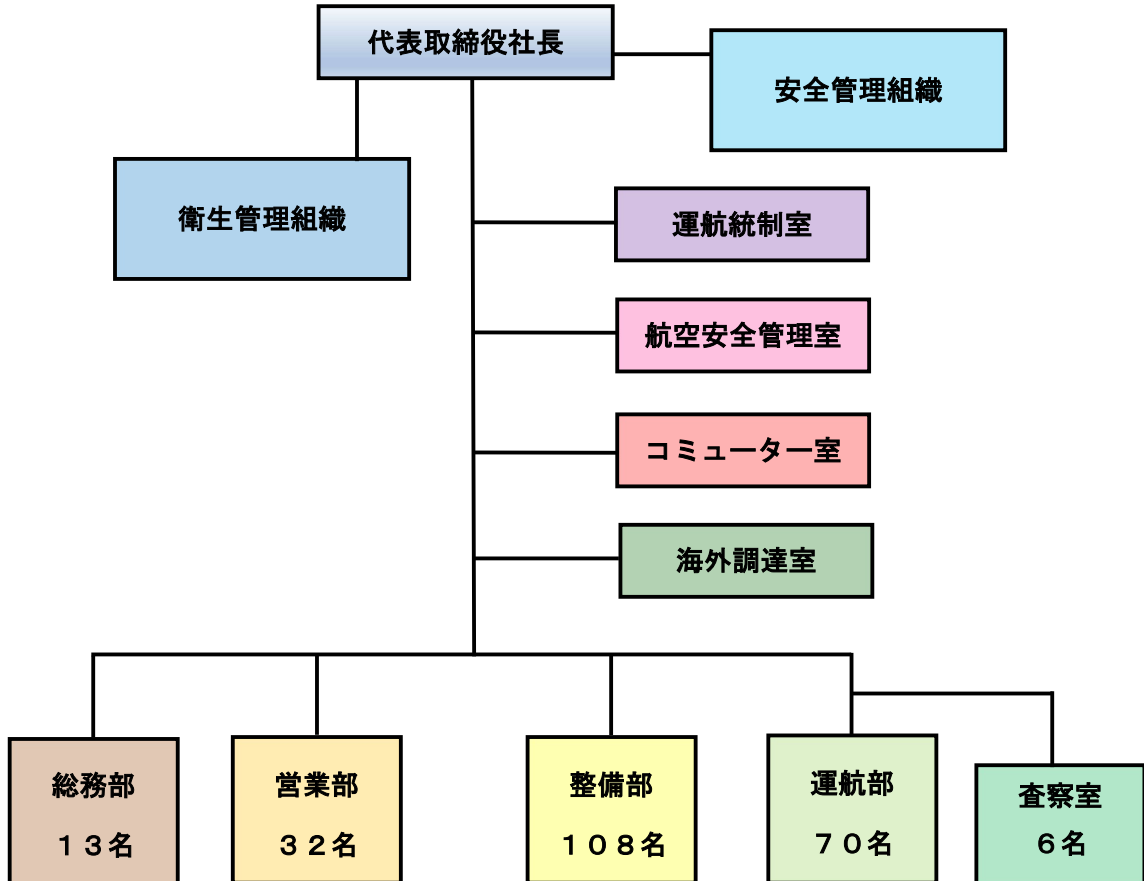 代表取締役社長
安全管理組織
衛生管理組織
運航統制室
航空安全管理室
コミューター室
海外調達室
総務部
１３名
営業部
３２名
整備部
１０８名
運航部
７０名
査察室
６名